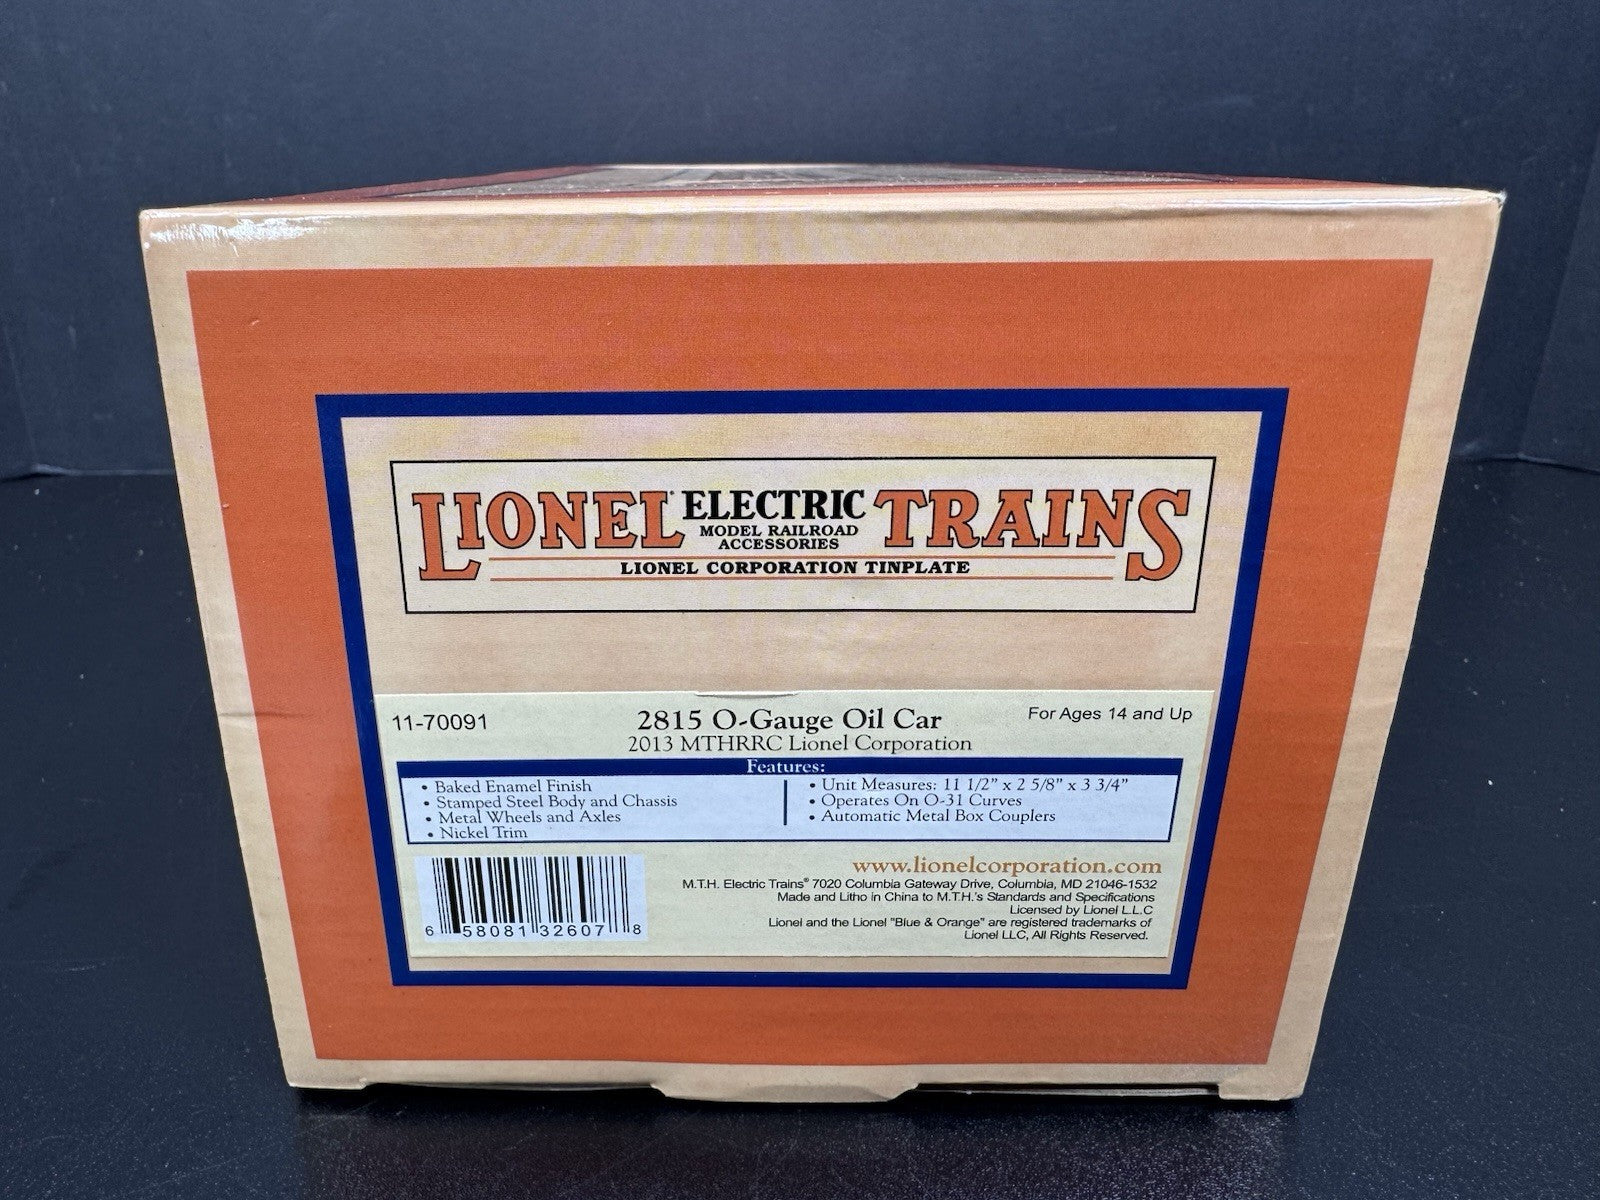 LIONEL® ELECTRIC TRAINS
MODEL RAILROAD
ACCESSORIES
LIONEL CORPORATION TINPLATE
11-70091
2815 O-Gauge Oil Car
For Ages 14 and Up
2013 MTHRRC Lionel Corporation
Features:
• Baked Enamel Finish
• Stamped Steel Body and Chassis
• Metal Wheels and Axles
• Nickel Trim
• Unit Measures: 11 1/2” x 2 5/8” x 3 3/4”
• Operates On O-31 Curves
• Automatic Metal Box Couplers
www.lionelcorporation.com
M.T.H. Electric Trains® 7020 Columbia Gateway Drive, Columbia, MD 21046-1532
Made and Litho in China to M.T.H.'s Standards and Specifications
Licensed by Lionel L.L.C
Lionel and the Lionel "Blue & Orange" are registered trademarks of
Lionel LLC, All Rights Reserved.
6 58081 32607 8